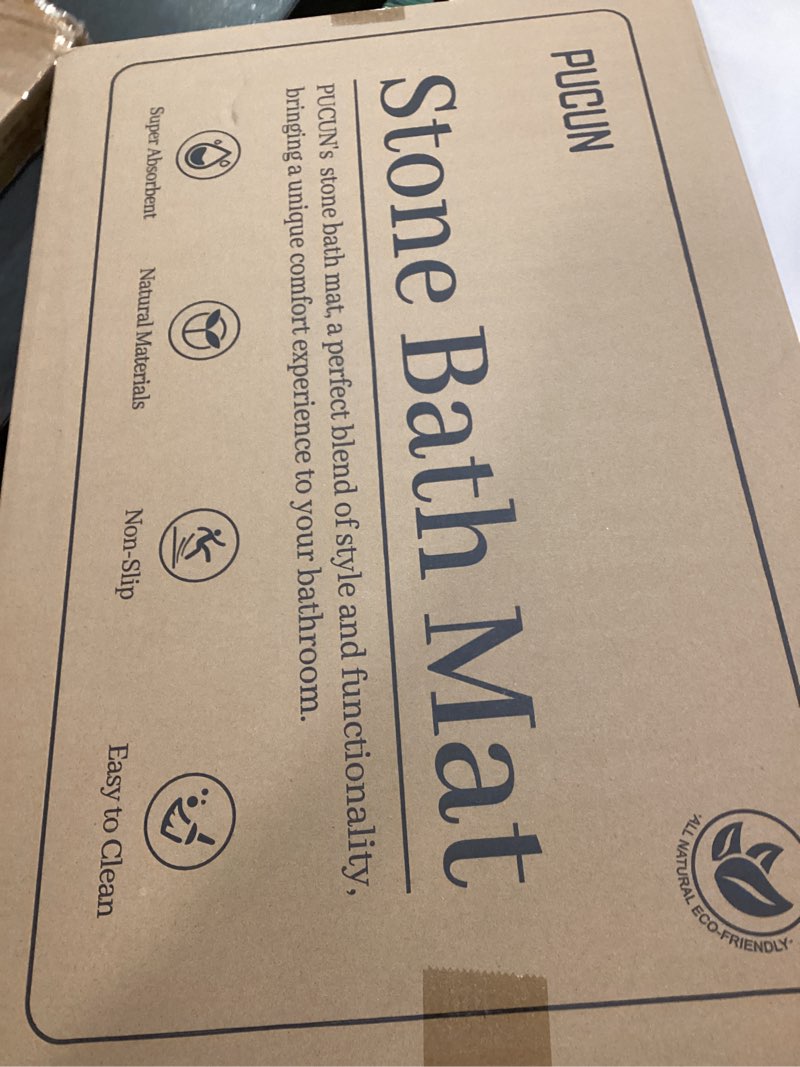 PUCUN
"ALL NATURAL ECO-FRIENDLY"
Stone Bath Mat
PUCUN's stone bath mat, a perfect blend of style and functionality,
bringing a unique comfort experience to your bathroom.
Super Absorbent
Natural Materials
Non-Slip
Easy to Clean